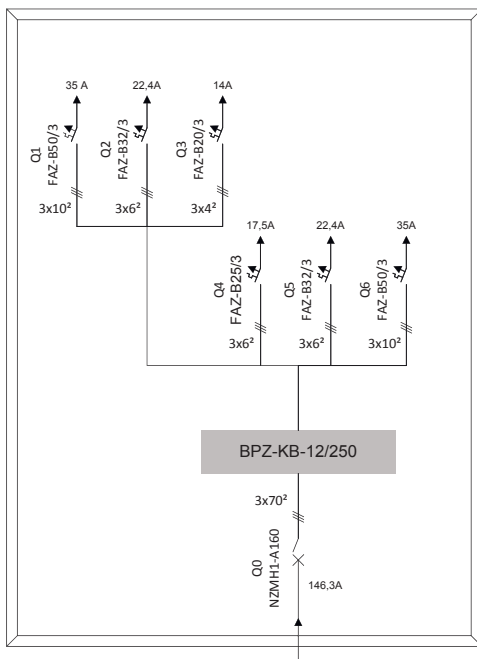 35 A
22,4A
14A
Q1
FAZ-B50/3
Q2
FAZ-B32/3
Q3
FAZ-B20/3
3x10²
3x6²
3x4²
17,5A
22,4A
35A
Q4
FAZ-B25/3
Q5
FAZ-B32/3
Q6
FAZ-B50/3
3x6²
3x6²
3x10²
BPZ-KB-12/250
3x70²
Q0
NZMH1-A160
146,3A